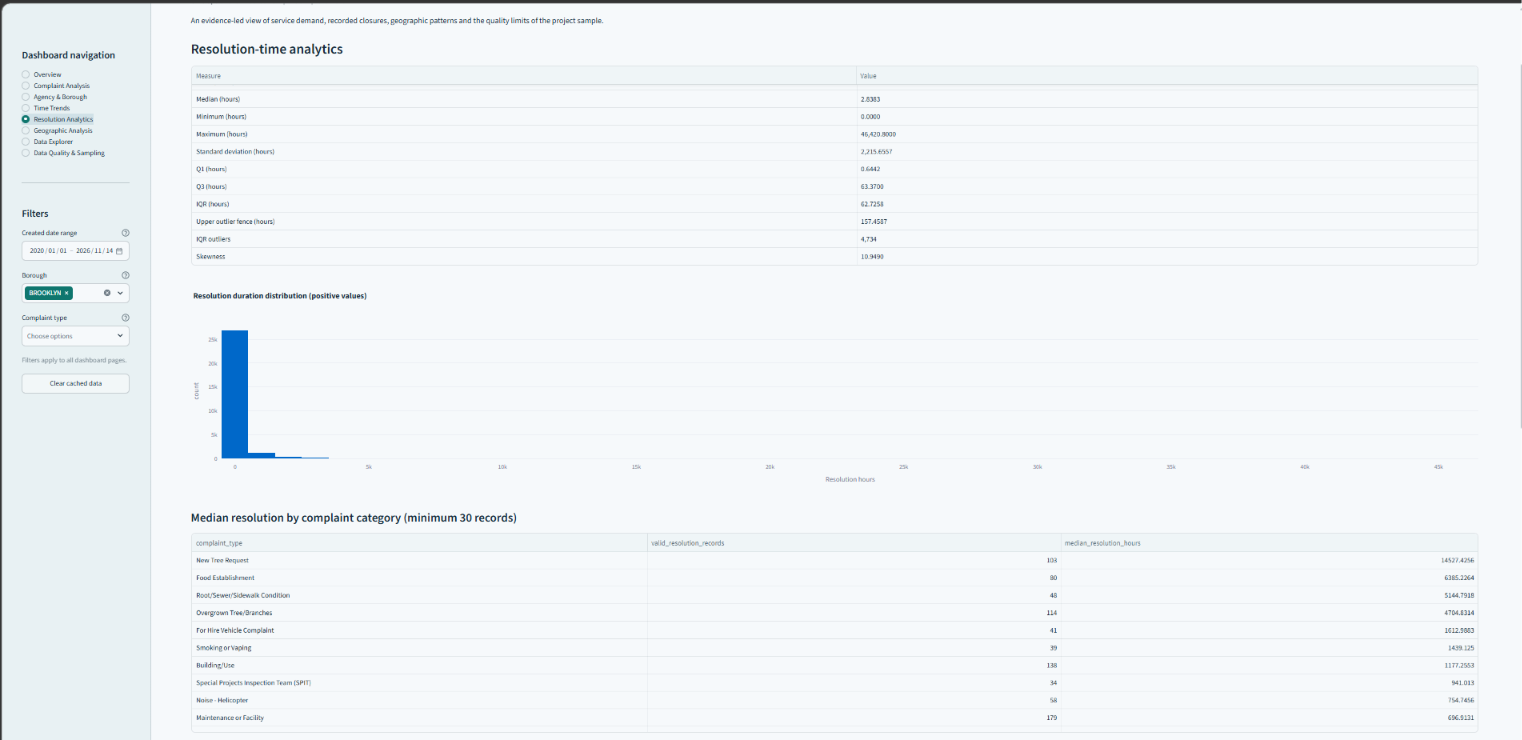 An evidence-led view of service demand, recorded closures, geographic patterns and the quality limits of the project sample.
Dashboard navigation
Overview
Complaint Analysis
Agency & Borough
Time Trends
Resolution Analytics
Geographic Analysis
Data Explorer
Data Quality & Sampling
Filters
Created date range
2020/01/01 - 2026/11/14
Borough
BROOKLYN ×
Complaint type
Choose options
Filters apply to all dashboard pages.
Clear cached data
Resolution-time analytics
Measure Value
Median (hours) 2.8383
Minimum (hours) 0.0000
Maximum (hours) 46,420.8000
Standard deviation (hours) 2,215.6557
Q1 (hours) 0.6442
Q3 (hours) 63.3700
IQR (hours) 62.7258
Upper outlier fence (hours) 157.4587
IQR outliers 4,734
Skewness 10.9490
Resolution duration distribution (positive values)
count
25k
20k
15k
10k
5k
0
0 5k 10k 15k 20k 25k 30k 35k 40k 45k
Resolution hours
Median resolution by complaint category (minimum 30 records)
complaint_type valid_resolution_records median_resolution_hours
New Tree Request 103 14527.4256
Food Establishment 80 6385.2264
Root/Sewer/Sidewalk Condition 48 5144.7918
Overgrown Tree/Branches 114 4704.8314
For Hire Vehicle Complaint 41 1612.9883
Smoking or Vaping 39 1439.125
Building/Use 138 1177.2553
Special Projects Inspection Team (SPIT) 34 941.013
Noise - Helicopter 58 754.7456
Maintenance or Facility 179 696.9131